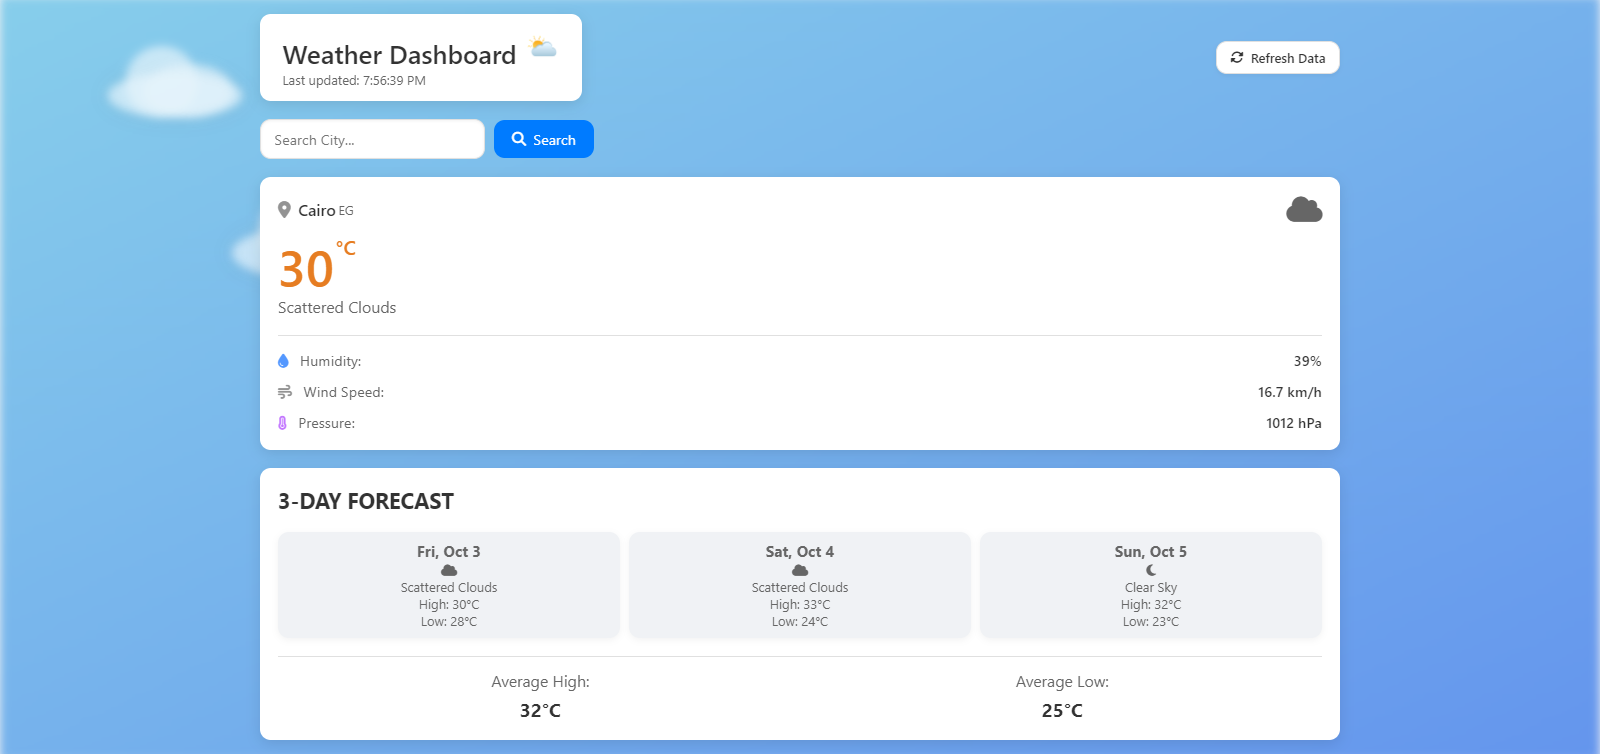 Weather Dashboard
Last updated: 7:56:39 PM
Refresh Data
Search City...
Search
Cairo EG
30 °C
Scattered Clouds
Humidity: 39%
Wind Speed: 16.7 km/h
Pressure: 1012 hPa
3-DAY FORECAST
Fri, Oct 3
Scattered Clouds
High: 30°C
Low: 28°C
Sat, Oct 4
Scattered Clouds
High: 33°C
Low: 24°C
Sun, Oct 5
Clear Sky
High: 32°C
Low: 23°C
Average High:
32°C
Average Low:
25°C